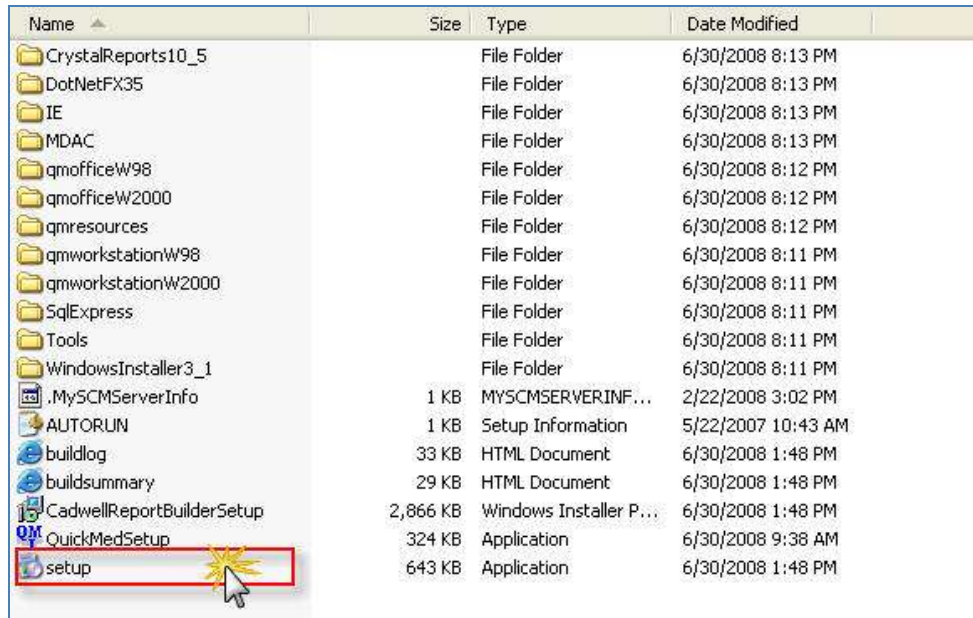 Name Size Type Date Modified
CrystalReports10_5 File Folder 6/30/2008 8:13 PM
DotNetFX35 File Folder 6/30/2008 8:13 PM
IE File Folder 6/30/2008 8:13 PM
MDAC File Folder 6/30/2008 8:13 PM
qmofficeW98 File Folder 6/30/2008 8:12 PM
qmofficeW2000 File Folder 6/30/2008 8:12 PM
qmresources File Folder 6/30/2008 8:12 PM
qmworkstationW98 File Folder 6/30/2008 8:11 PM
qmworkstationW2000 File Folder 6/30/2008 8:11 PM
SqlExpress File Folder 6/30/2008 8:11 PM
Tools File Folder 6/30/2008 8:11 PM
WindowsInstaller3_1 File Folder 6/30/2008 8:11 PM
.MySCMServerInfo 1 KB MYSCMSERVERINF... 2/22/2008 3:02 PM
AUTORUN 1 KB Setup Information 5/22/2007 10:43 AM
buildlog 33 KB HTML Document 6/30/2008 1:48 PM
buildsummary 29 KB HTML Document 6/30/2008 1:48 PM
CadwellReportBuilderSetup 2,866 KB Windows Installer P... 6/30/2008 1:48 PM
QM QuickMedSetup 324 KB Application 6/30/2008 9:38 AM
setup 643 KB Application 6/30/2008 1:48 PM